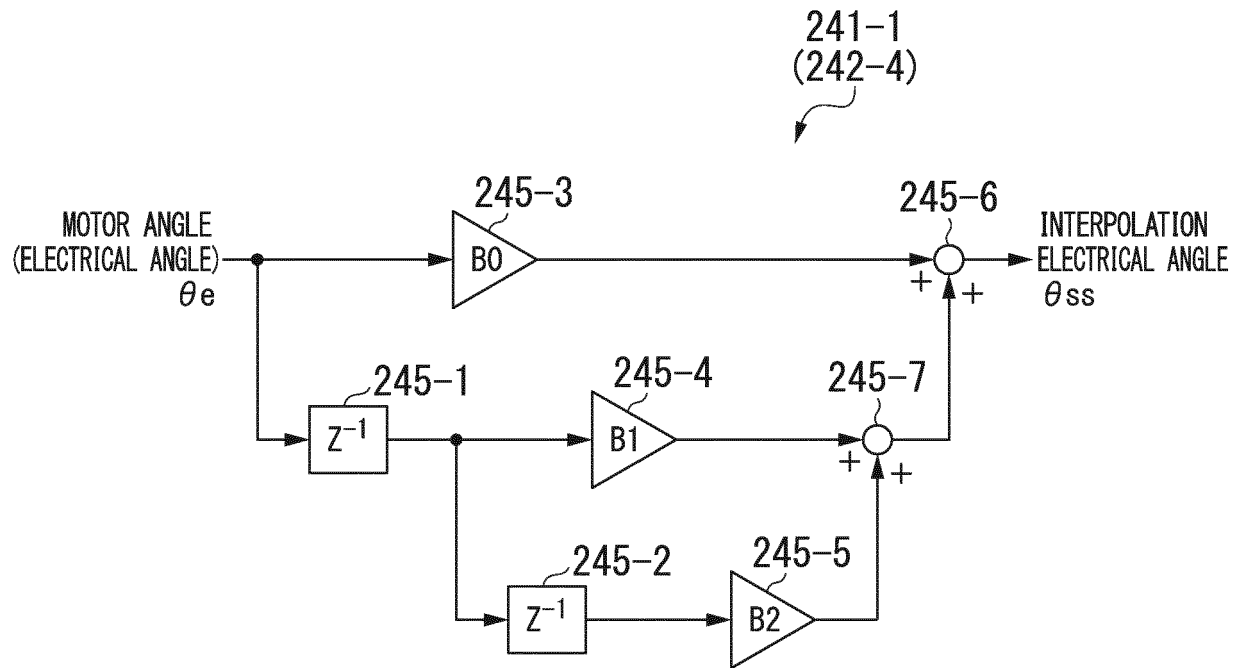 241-1
(242-4)
245-3
245-6
MOTOR ANGLE
(ELECTRICAL ANGLE)
θe
B0
+
+
INTERPOLATION
ELECTRICAL ANGLE
θss
245-1
245-4
245-7
Z⁻¹
B1
+
+
245-2
245-5
Z⁻¹
B2